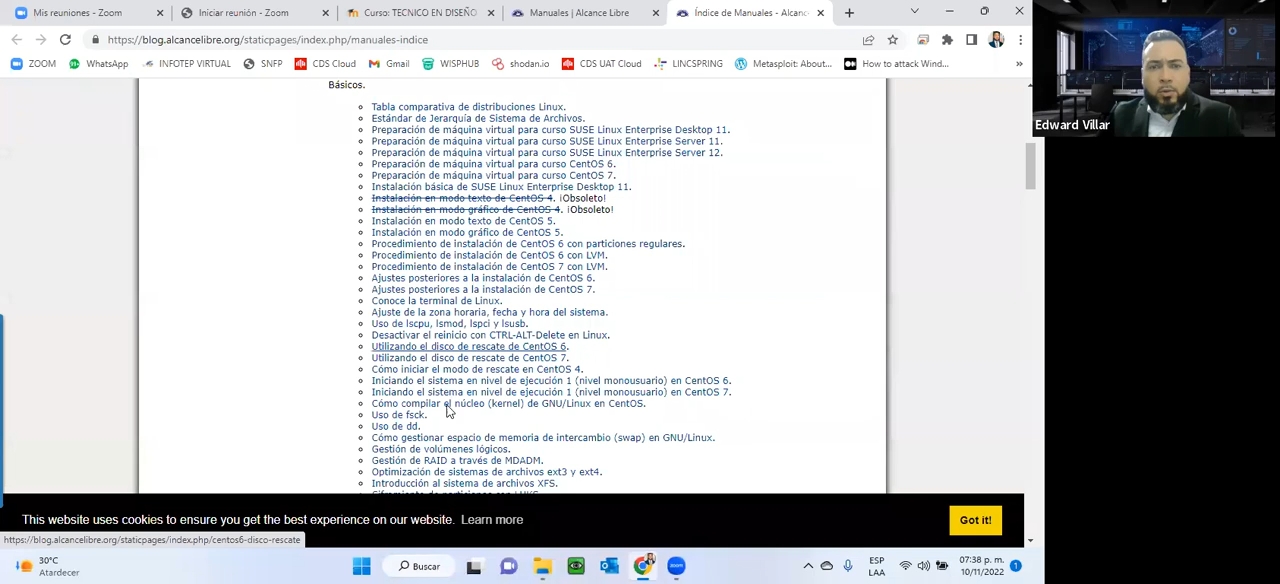 Mis reuniones - Zoom
Iniciar reunión - Zoom
Curso: TECNICO EN DISEÑO
Manuales | Alcance Libre
Índice de Manuales - Alcanc
https://blog.alcancelibre.org/staticpages/index.php/manuales-indice
ZOOM WhatsApp INFOTEP VIRTUAL SNFP CDS Cloud Gmail WISPHUB shodan.io CDS UAT Cloud LINCSPRING Metasploit: About... How to attack Wind... »
Edward Villar
Básicos.
Tabla comparativa de distribuciones Linux.
Estándar de Jerarquía de Sistema de Archivos.
Preparación de máquina virtual para curso SUSE Linux Enterprise Desktop 11.
Preparación de máquina virtual para curso SUSE Linux Enterprise Server 11.
Preparación de máquina virtual para curso SUSE Linux Enterprise Server 12.
Preparación de máquina virtual para curso CentOS 6.
Preparación de máquina virtual para curso CentOS 7.
Instalación básica de SUSE Linux Enterprise Desktop 11.
Instalación en modo texto de CentOS 4. ¡Obsoleto!
Instalación en modo gráfico de CentOS 4. ¡Obsoleto!
Instalación en modo texto de CentOS 5.
Instalación en modo gráfico de CentOS 5.
Procedimiento de instalación de CentOS 6 con particiones regulares.
Procedimiento de instalación de CentOS 6 con LVM.
Procedimiento de instalación de CentOS 7 con LVM.
Ajustes posteriores a la instalación de CentOS 6.
Ajustes posteriores a la instalación de CentOS 7.
Conoce la terminal de Linux.
Ajuste de la zona horaria, fecha y hora del sistema.
Uso de lscpu, lsmod, lspci y lsusb.
Desactivar el reinicio con CTRL-ALT-Delete en Linux.
Utilizando el disco de rescate de CentOS 6.
Utilizando el disco de rescate de CentOS 7.
Cómo iniciar el modo de rescate en CentOS 4.
Iniciando el sistema en nivel de ejecución 1 (nivel monousuario) en CentOS 6.
Iniciando el sistema en nivel de ejecución 1 (nivel monousuario) en CentOS 7.
Cómo compilar el núcleo (kernel) de GNU/Linux en CentOS.
Uso de fsck.
Uso de dd.
Cómo gestionar espacio de memoria de intercambio (swap) en GNU/Linux.
Gestión de volúmenes lógicos.
Gestión de RAID a través de MDADM.
Optimización de sistemas de archivos ext3 y ext4.
Introducción al sistema de archivos XFS.
Ciframiento de particiones con LUKS.
This website uses cookies to ensure you get the best experience on our website. Learn more
Got it!
https://blog.alcancelibre.org/staticpages/index.php/centos6-disco-rescate
30°C
Atardecer
Buscar
ESP
LAA
07:38 p. m.
10/11/2022
1